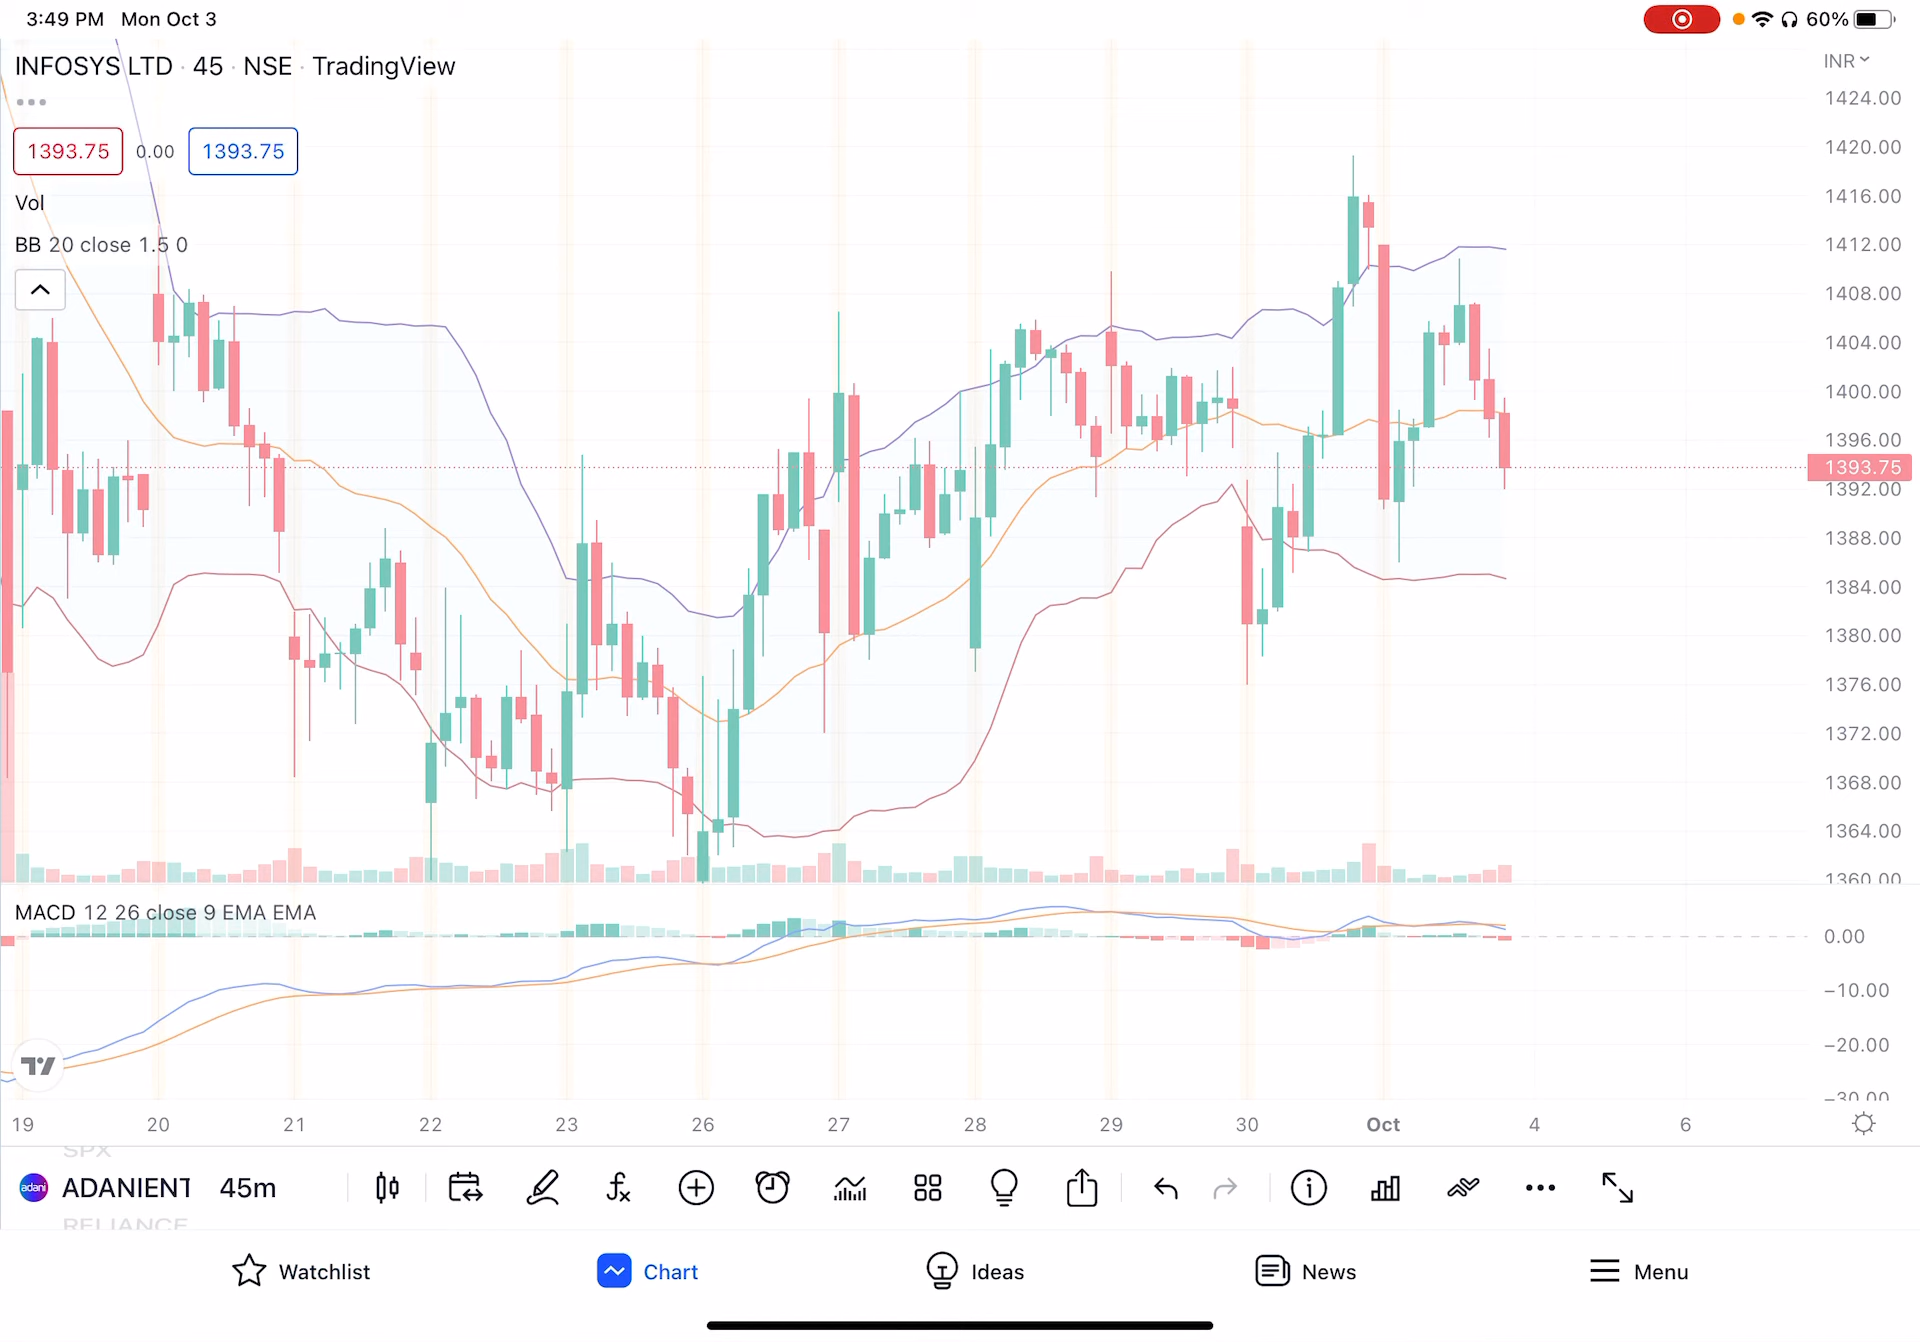 3:49 PM Mon Oct 3 60%
INFOSYS LTD · 45 · NSE · TradingView INR
1393.75 0.00 1393.75
Vol
BB 20 close 1.5 0
1424.00
1420.00
1416.00
1412.00
1408.00
1404.00
1400.00
1396.00
1393.75
1392.00
1388.00
1384.00
1380.00
1376.00
1372.00
1368.00
1364.00
1360.00
MACD 12 26 close 9 EMA EMA
0.00
−10.00
−20.00
−30.00
19 20 21 22 23 26 27 28 29 30 Oct 4 6
SPX
adani ADANIENT 45m
RELIANCE
Watchlist Chart Ideas News Menu